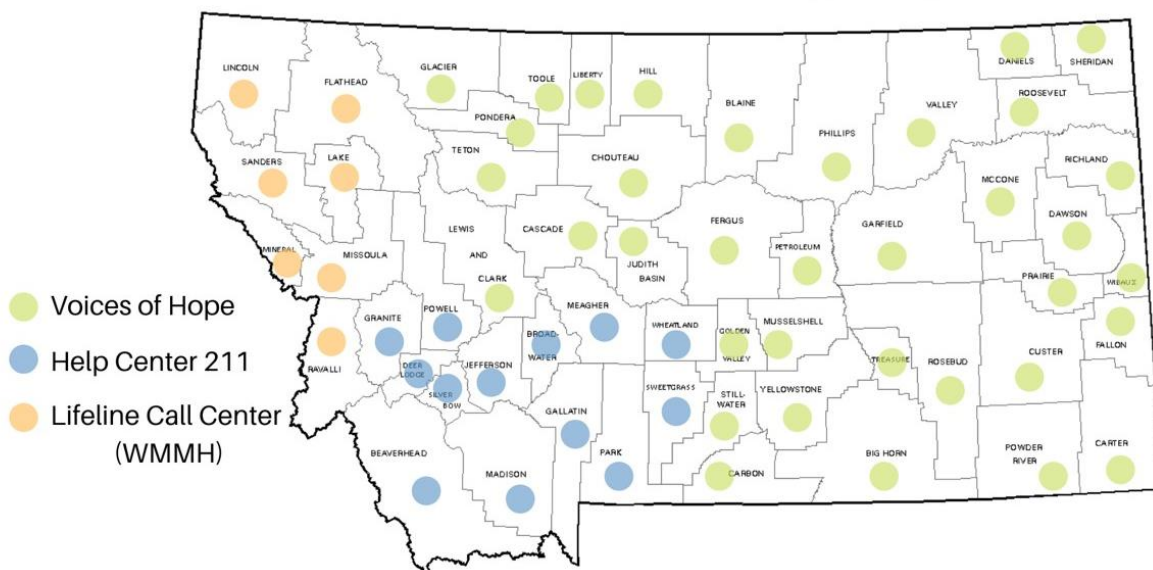 LINCOLN
FLATHEAD
GLACIER
TOOLE
LIBERTY
HILL
BLAINE
PHILLIPS
VALLEY
DANIELS
SHERIDAN
ROOSEVELT
PONDERA
TETON
CHOUTEAU
SANDERS
LAKE
RICHLAND
MCCONE
DAWSON
LEWIS
AND
CLARK
CASCADE
JUDITH
BASIN
FERGUS
PETROLEUM
GARFIELD
MINERAL
MISSOULA
PRAIRIE
WIBAUX
Voices of Hope
Help Center 211
Lifeline Call Center
(WMMH)
GRANITE
POWELL
MEAGHER
BROAD-
WATER
WHEATLAND
GOLDEN
VALLEY
MUSSELSHELL
TREASURE
ROSEBUD
CUSTER
FALLON
RAVALLI
DEER
LODGE
SILVER
BOW
JEFFERSON
GALLATIN
SWEETGRASS
STILL-
WATER
YELLOWSTONE
BEAVERHEAD
MADISON
PARK
CARBON
BIG HORN
POWDER
RIVER
CARTER